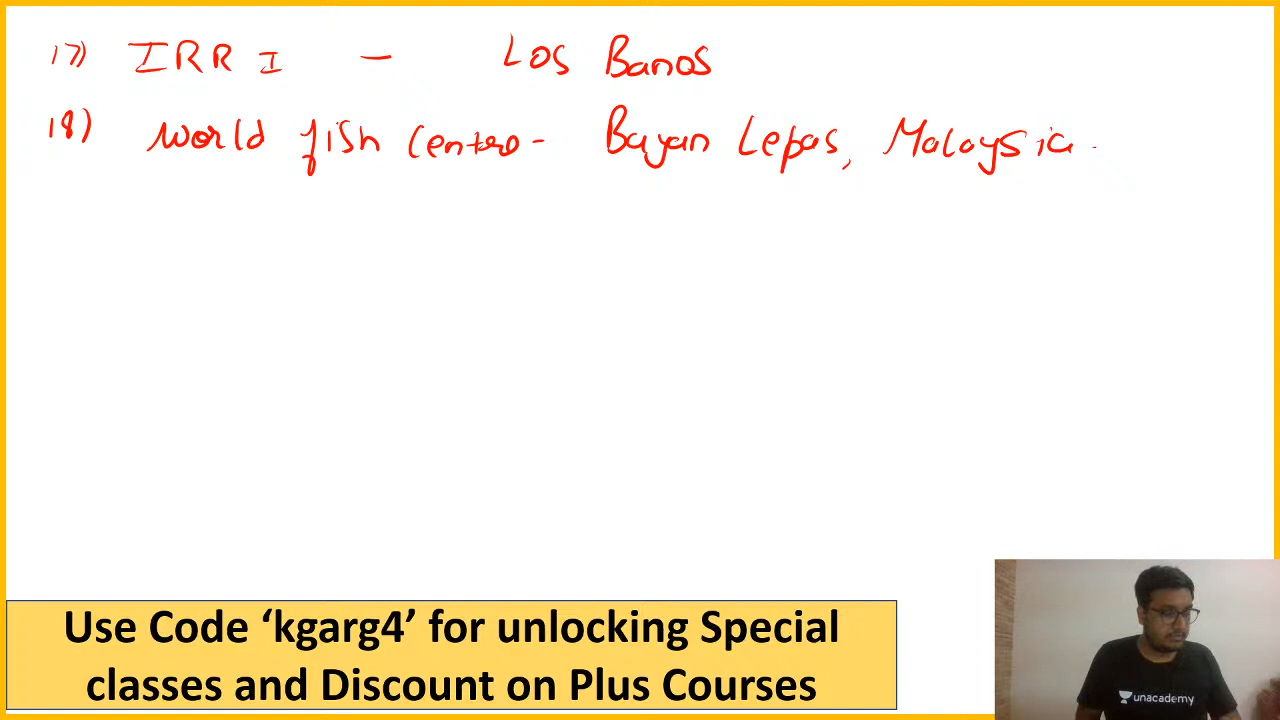 17) IRRI - Los Banos
18) World fish Centre - Bayan Lepas, Malaysia.
Use Code ‘kgarg4’ for unlocking Special
classes and Discount on Plus Courses
unacademy